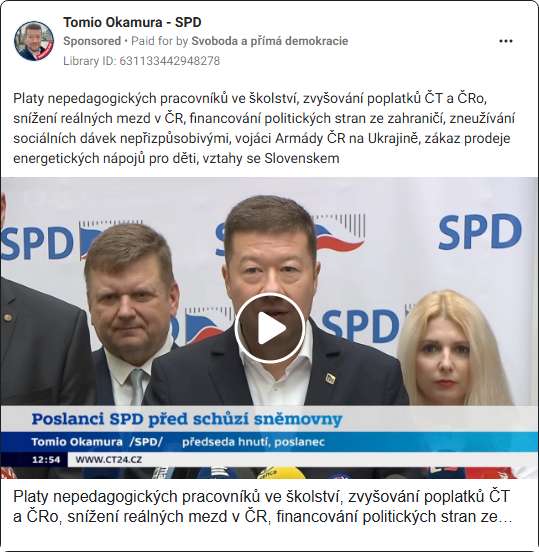 Tomio Okamura - SPD
Sponsored • Paid for by Svoboda a přímá demokracie
Library ID: 631133442948278
Platy nepedagogických pracovníků ve školství, zvyšování poplatků ČT a ČRo,
snížení reálných mezd v ČR, financování politických stran ze zahraničí, zneužívání
sociálních dávek nepřizpůsobivými, vojáci Armády ČR na Ukrajině, zákaz prodeje
energetických nápojů pro děti, vztahy se Slovenskem
SPD
SPD
SPD
SPD
Poslanci SPD před schůzí sněmovny
Tomio Okamura /SPD/ předseda hnutí, poslanec
12:54 WWW.CT24.CZ
Platy nepedagogických pracovníků ve školství, zvyšování poplatků ČT
a ČRo, snížení reálných mezd v ČR, financování politických stran ze…